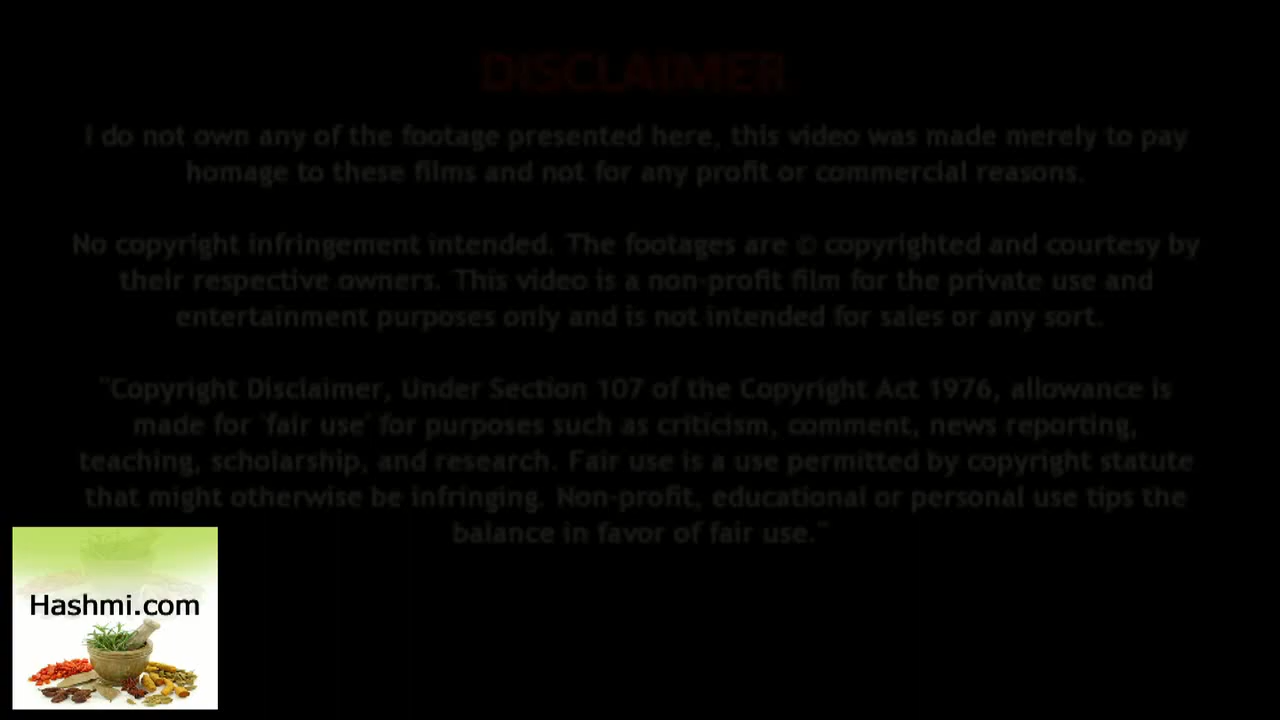 DISCLAIMER
I do not own any of the footage presented here, this video was made merely to pay
homage to these films and not for any profit or commercial reasons.
No copyright infringement intended. The footages are © copyrighted and courtesy by
their respective owners. This video is a non-profit film for the private use and
entertainment purposes only and is not intended for sales or any sort.
"Copyright Disclaimer, Under Section 107 of the Copyright Act 1976, allowance is
made for 'fair use' for purposes such as criticism, comment, news reporting,
teaching, scholarship, and research. Fair use is a use permitted by copyright statute
that might otherwise be infringing. Non-profit, educational or personal use tips the
balance in favor of fair use."
Hashmi.com